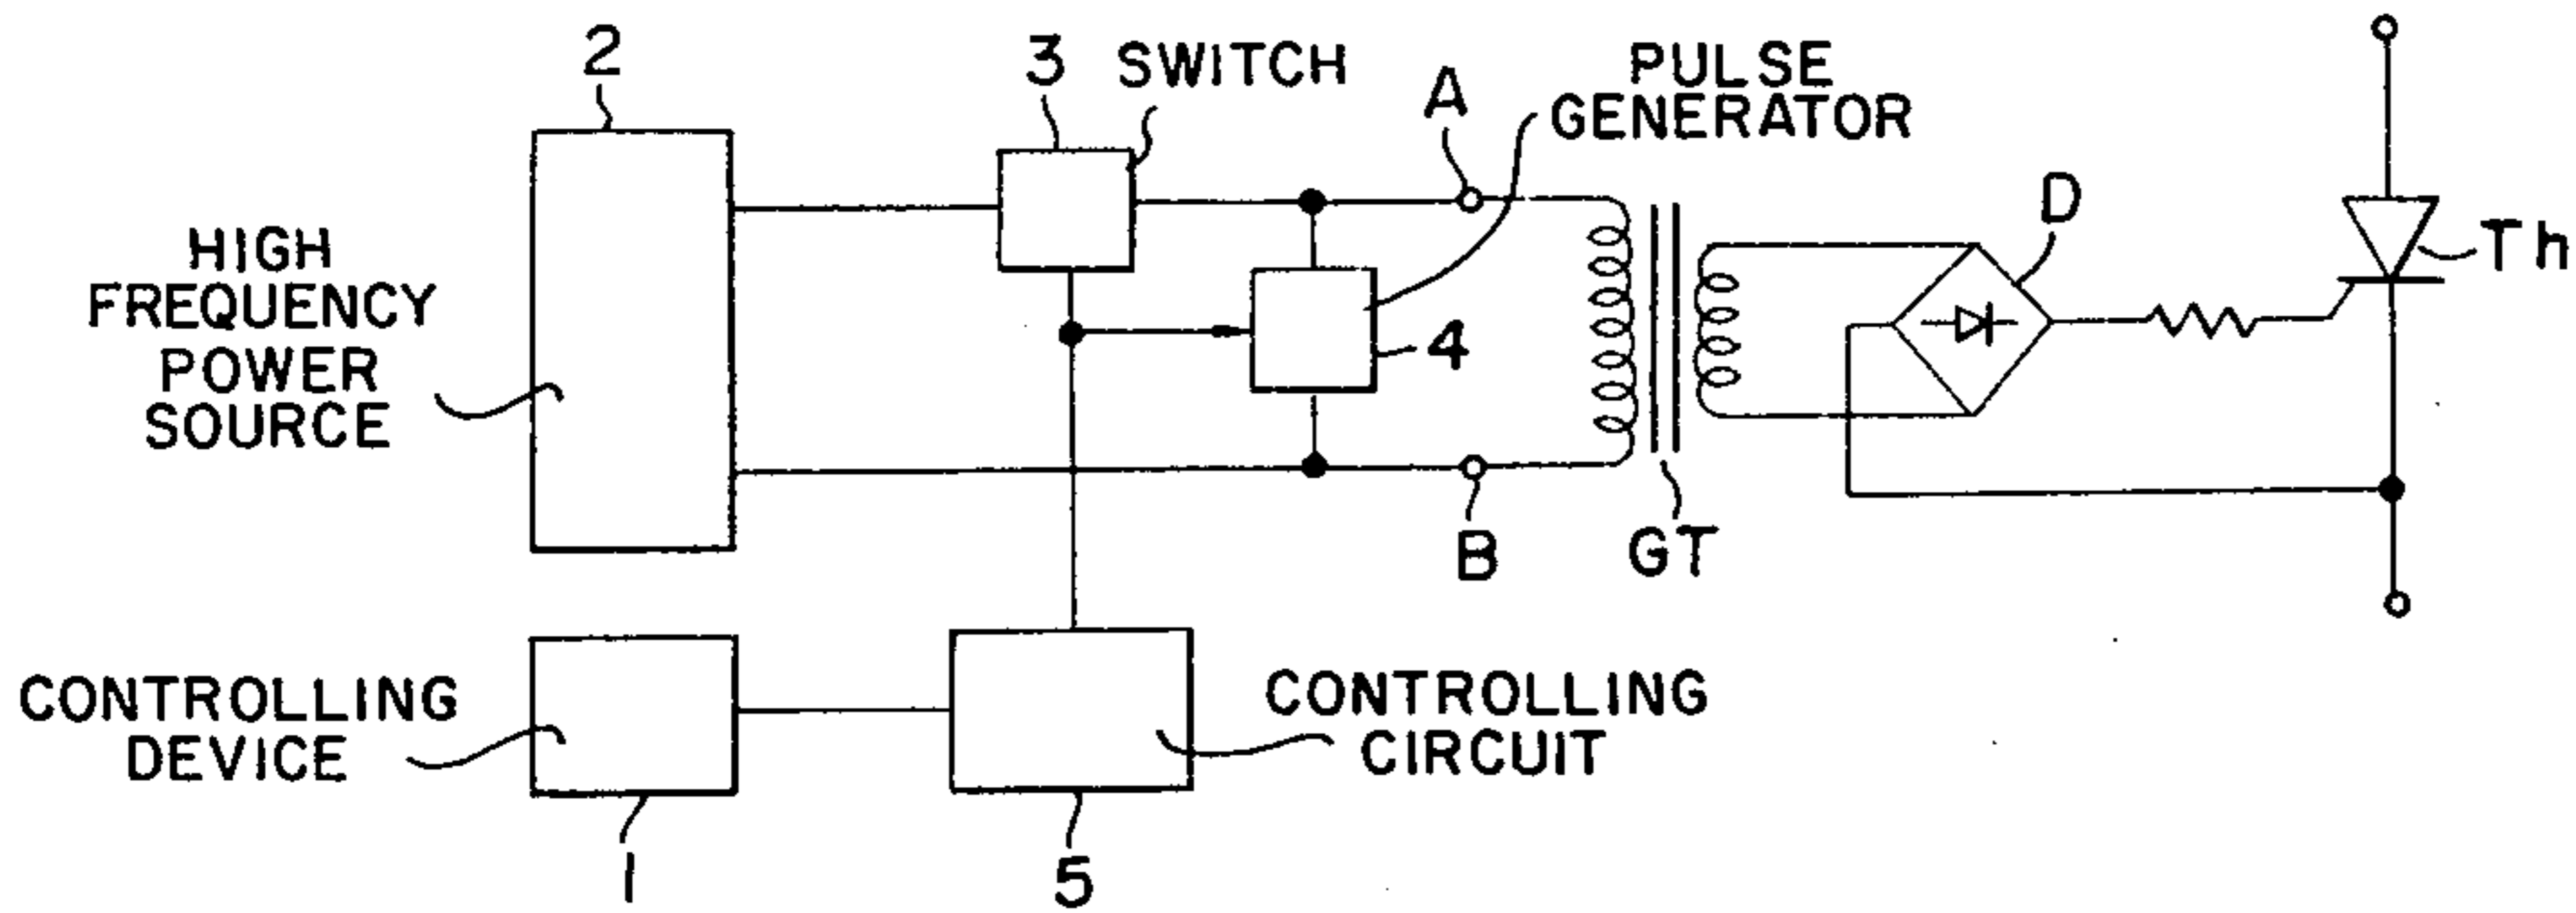 2
3 SWITCH
A
PULSE
GENERATOR
D
Th
HIGH
FREQUENCY
POWER
SOURCE
4
B
GT
CONTROLLING
DEVICE
CONTROLLING
CIRCUIT
1
5